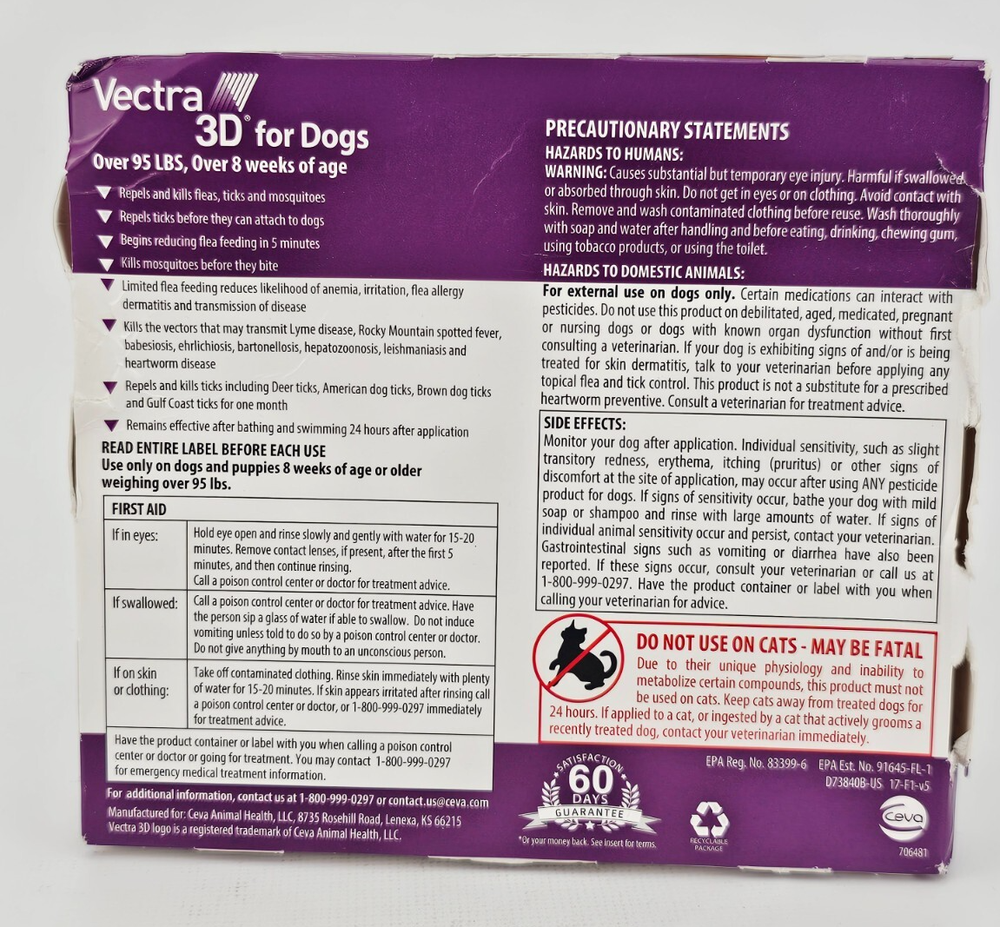 Vectra
3D® for Dogs
Over 95 LBS, Over 8 weeks of age
Repels and kills fleas, ticks and mosquitoes
Repels ticks before they can attach to dogs
Begins reducing flea feeding in 5 minutes
Kills mosquitoes before they bite
Limited flea feeding reduces likelihood of anemia, irritation, flea allergy
dermatitis and transmission of disease
Kills the vectors that may transmit Lyme disease, Rocky Mountain spotted fever,
babesiosis, ehrlichiosis, bartonellosis, hepatozoonosis, leishmaniasis and
heartworm disease
Repels and kills ticks including Deer ticks, American dog ticks, Brown dog ticks
and Gulf Coast ticks for one month
Remains effective after bathing and swimming 24 hours after application
READ ENTIRE LABEL BEFORE EACH USE
Use only on dogs and puppies 8 weeks of age or older
weighing over 95 lbs.
FIRST AID
If in eyes:
Hold eye open and rinse slowly and gently with water for 15-20
minutes. Remove contact lenses, if present, after the first 5
minutes, and then continue rinsing.
Call a poison control center or doctor for treatment advice.
If swallowed:
Call a poison control center or doctor for treatment advice. Have
the person sip a glass of water if able to swallow. Do not induce
vomiting unless told to do so by a poison control center or doctor.
Do not give anything by mouth to an unconscious person.
If on skin
or clothing:
Take off contaminated clothing. Rinse skin immediately with plenty
of water for 15-20 minutes. If skin appears irritated after rinsing call
a poison control center or doctor, or 1-800-999-0297 immediately
for treatment advice.
Have the product container or label with you when calling a poison control
center or doctor or going for treatment. You may contact 1-800-999-0297
for emergency medical treatment information.
For additional information, contact us at 1-800-999-0297 or contact.us@ceva.com
Manufactured for: Ceva Animal Health, LLC, 8735 Rosehill Road, Lenexa, KS 66215
Vectra 3D logo is a registered trademark of Ceva Animal Health, LLC.
PRECAUTIONARY STATEMENTS
HAZARDS TO HUMANS:
WARNING: Causes substantial but temporary eye injury. Harmful if swallowed
or absorbed through skin. Do not get in eyes or on clothing. Avoid contact with
skin. Remove and wash contaminated clothing before reuse. Wash thoroughly
with soap and water after handling and before eating, drinking, chewing gum,
using tobacco products, or using the toilet.
HAZARDS TO DOMESTIC ANIMALS:
For external use on dogs only. Certain medications can interact with
pesticides. Do not use this product on debilitated, aged, medicated, pregnant
or nursing dogs or dogs with known organ dysfunction without first
consulting a veterinarian. If your dog is exhibiting signs of and/or is being
treated for skin dermatitis, talk to your veterinarian before applying any
topical flea and tick control. This product is not a substitute for a prescribed
heartworm preventive. Consult a veterinarian for treatment advice.
SIDE EFFECTS:
Monitor your dog after application. Individual sensitivity, such as slight
transitory redness, erythema, itching (pruritus) or other signs of
discomfort at the site of application, may occur after using ANY pesticide
product for dogs. If signs of sensitivity occur, bathe your dog with mild
soap or shampoo and rinse with large amounts of water. If signs of
individual animal sensitivity occur and persist, contact your veterinarian.
Gastrointestinal signs such as vomiting or diarrhea have also been
reported. If these signs occur, consult your veterinarian or call us at
1-800-999-0297. Have the product container or label with you when
calling your veterinarian for advice.
DO NOT USE ON CATS - MAY BE FATAL
Due to their unique physiology and inability to
metabolize certain compounds, this product must not
be used on cats. Keep cats away from treated dogs for
24 hours. If applied to a cat, or ingested by a cat that actively grooms a
recently treated dog, contact your veterinarian immediately.
SATISFACTION
60
DAYS
GUARANTEE
*Or your money back. See insert for terms.
RECYCLABLE
PACKAGE
EPA Reg. No. 83399-6 EPA Est. No. 91645-FL-1
D73840B-US 17-F1-v5
Ceva
706481